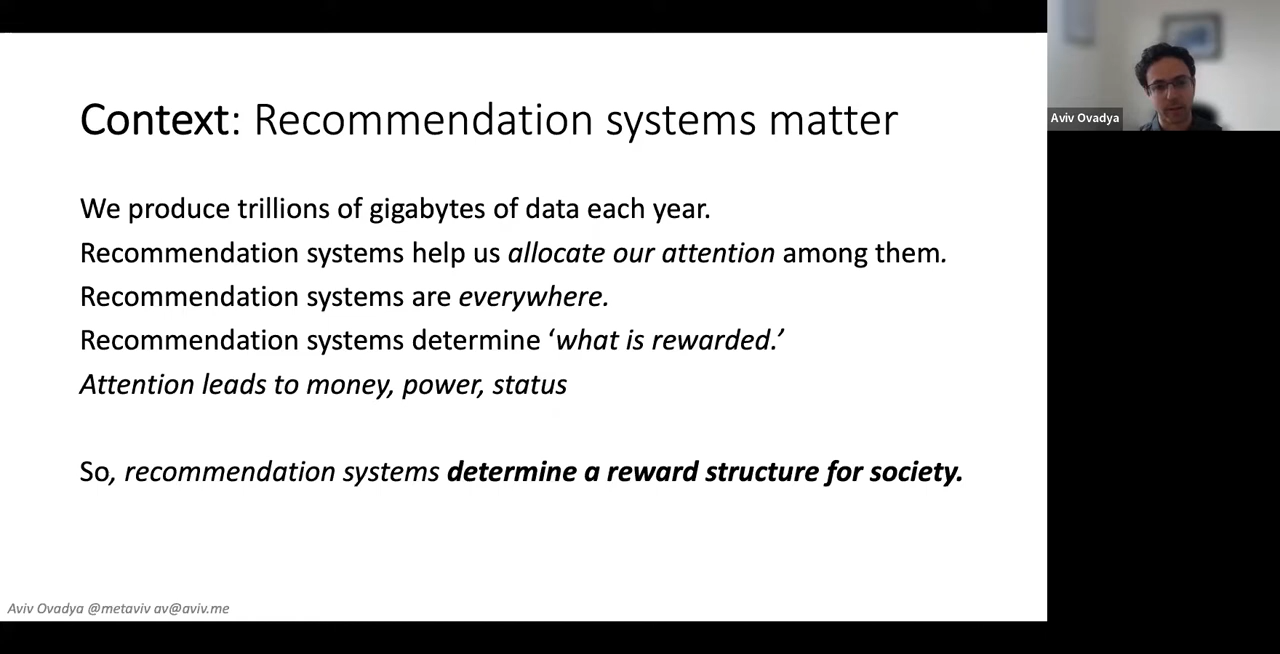 Context: Recommendation systems matter
We produce trillions of gigabytes of data each year.
Recommendation systems help us allocate our attention among them.
Recommendation systems are everywhere.
Recommendation systems determine ‘what is rewarded.’
Attention leads to money, power, status
So, recommendation systems determine a reward structure for society.
Aviv Ovadya @metaviv av@aviv.me
Aviv Ovadya